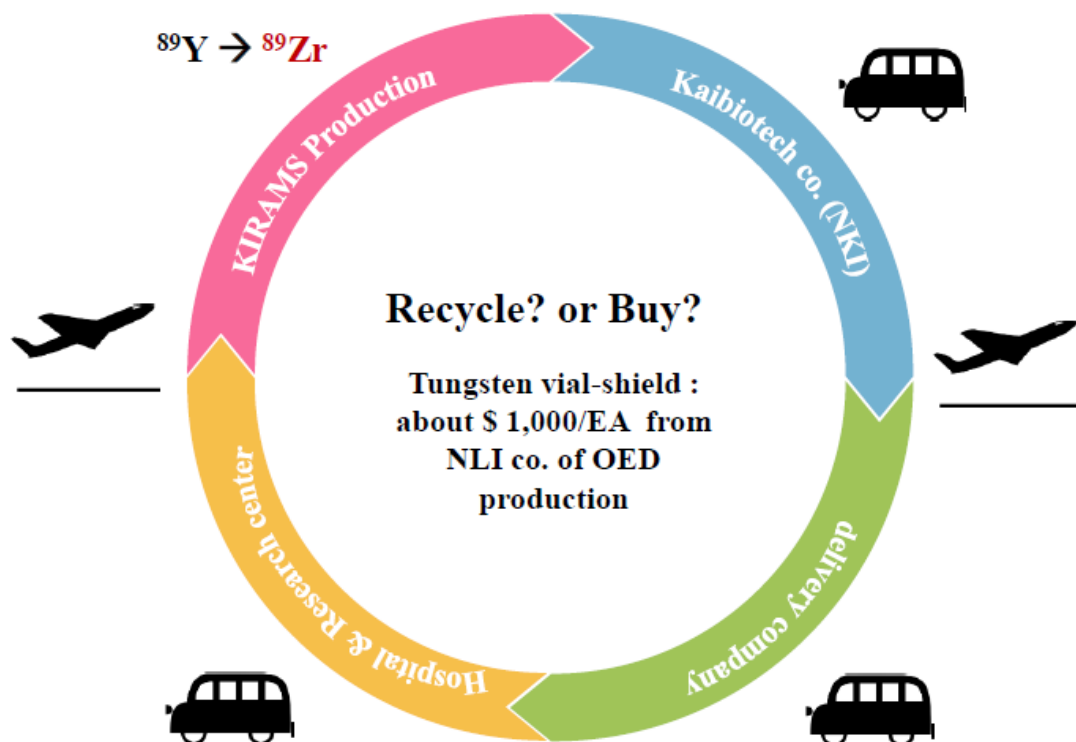 ⁸⁹Y → ⁸⁹Zr
KIRAMS Production
Kaibiotech co. (NKI)
Recycle? or Buy?
Tungsten vial-shield :
about $ 1,000/EA from
NLI co. of OED
production
Hospital & Research center
delivery company